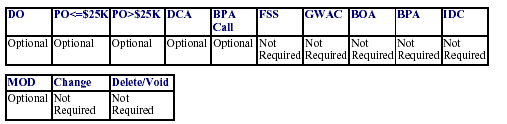 DO PO<=$25K PO>$25K DCA BPA Call FSS GWAC BOA BPA IDC
Optional Optional Optional Optional Optional Not Required Not Required Not Required Not Required Not Required
MOD Change Delete/Void
Optional Not Required Not Required